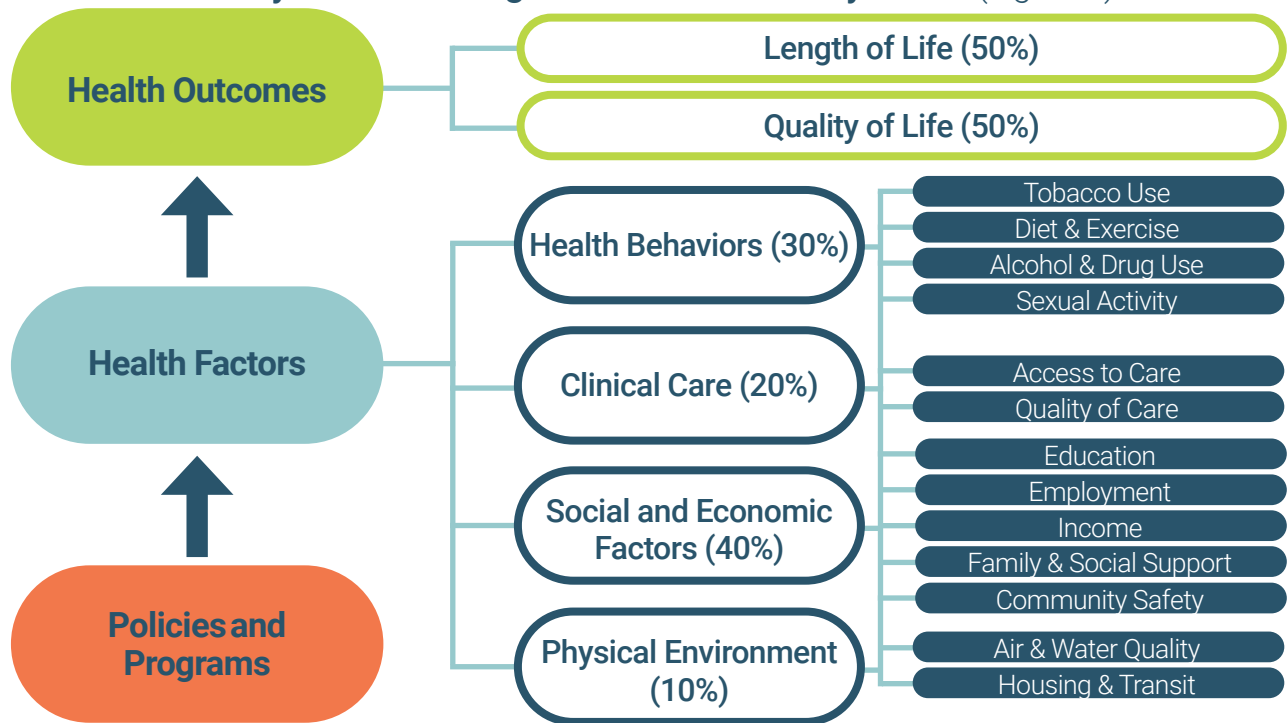 Length of Life (50%)
Health Outcomes
Quality of Life (50%)
Tobacco Use
Diet & Exercise
Health Behaviors (30%)
Alcohol & Drug Use
Sexual Activity
Health Factors
Clinical Care (20%)
Access to Care
Quality of Care
Education
Employment
Social and Economic
Factors (40%)
Income
Family & Social Support
Community Safety
Policies and
Programs
Physical Environment
(10%)
Air & Water Quality
Housing & Transit